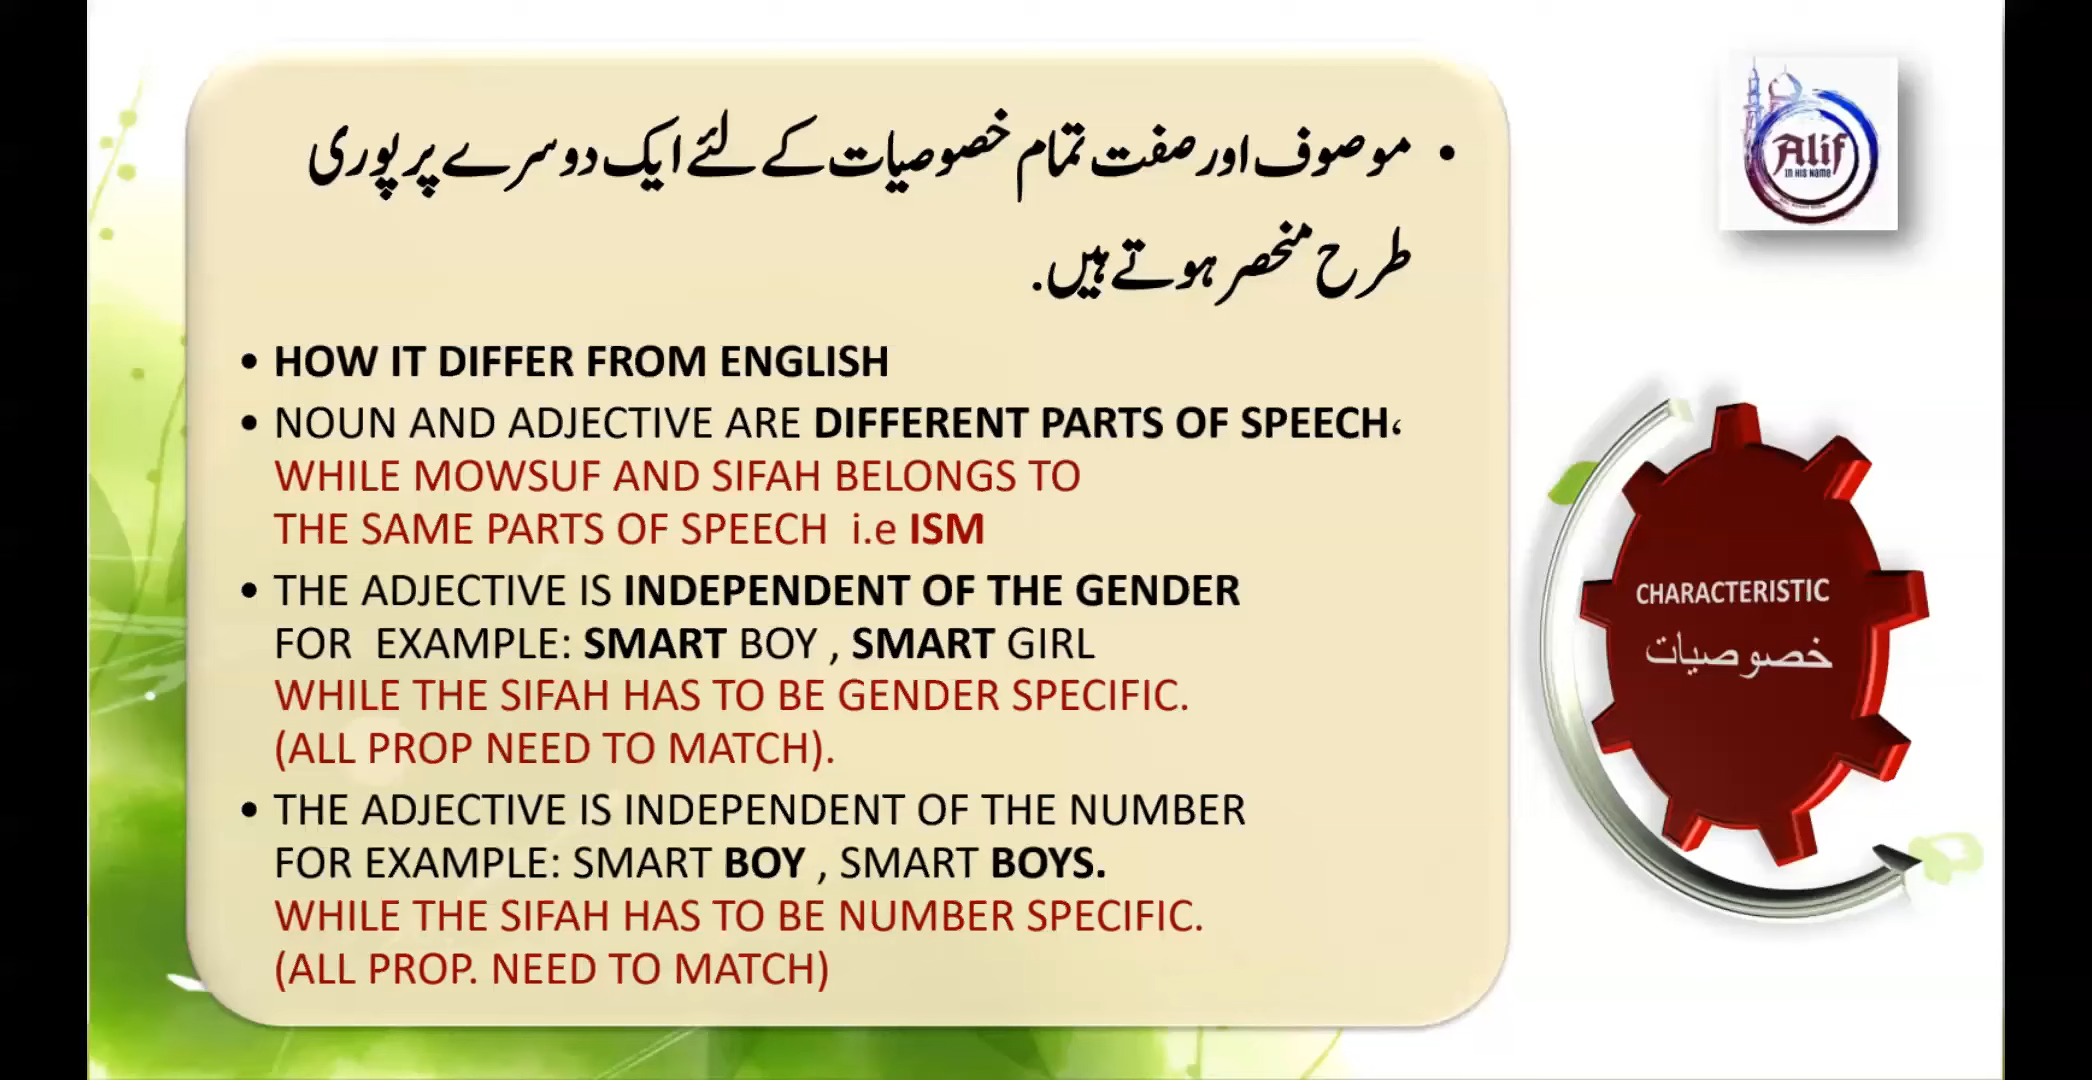 • موصوف اور صفت تمام خصوصیات کے لئے ایک دوسرے پر پوری
طرح منحصر ہوتے ہیں.
• HOW IT DIFFER FROM ENGLISH
• NOUN AND ADJECTIVE ARE DIFFERENT PARTS OF SPEECH،
WHILE MOWSUF AND SIFAH BELONGS TO
THE SAME PARTS OF SPEECH i.e ISM
• THE ADJECTIVE IS INDEPENDENT OF THE GENDER
FOR EXAMPLE: SMART BOY , SMART GIRL
WHILE THE SIFAH HAS TO BE GENDER SPECIFIC.
(ALL PROP NEED TO MATCH).
• THE ADJECTIVE IS INDEPENDENT OF THE NUMBER
FOR EXAMPLE: SMART BOY , SMART BOYS.
WHILE THE SIFAH HAS TO BE NUMBER SPECIFIC.
(ALL PROP. NEED TO MATCH)
Alif
IN HIS NAME
CHARACTERISTIC
خصوصیات